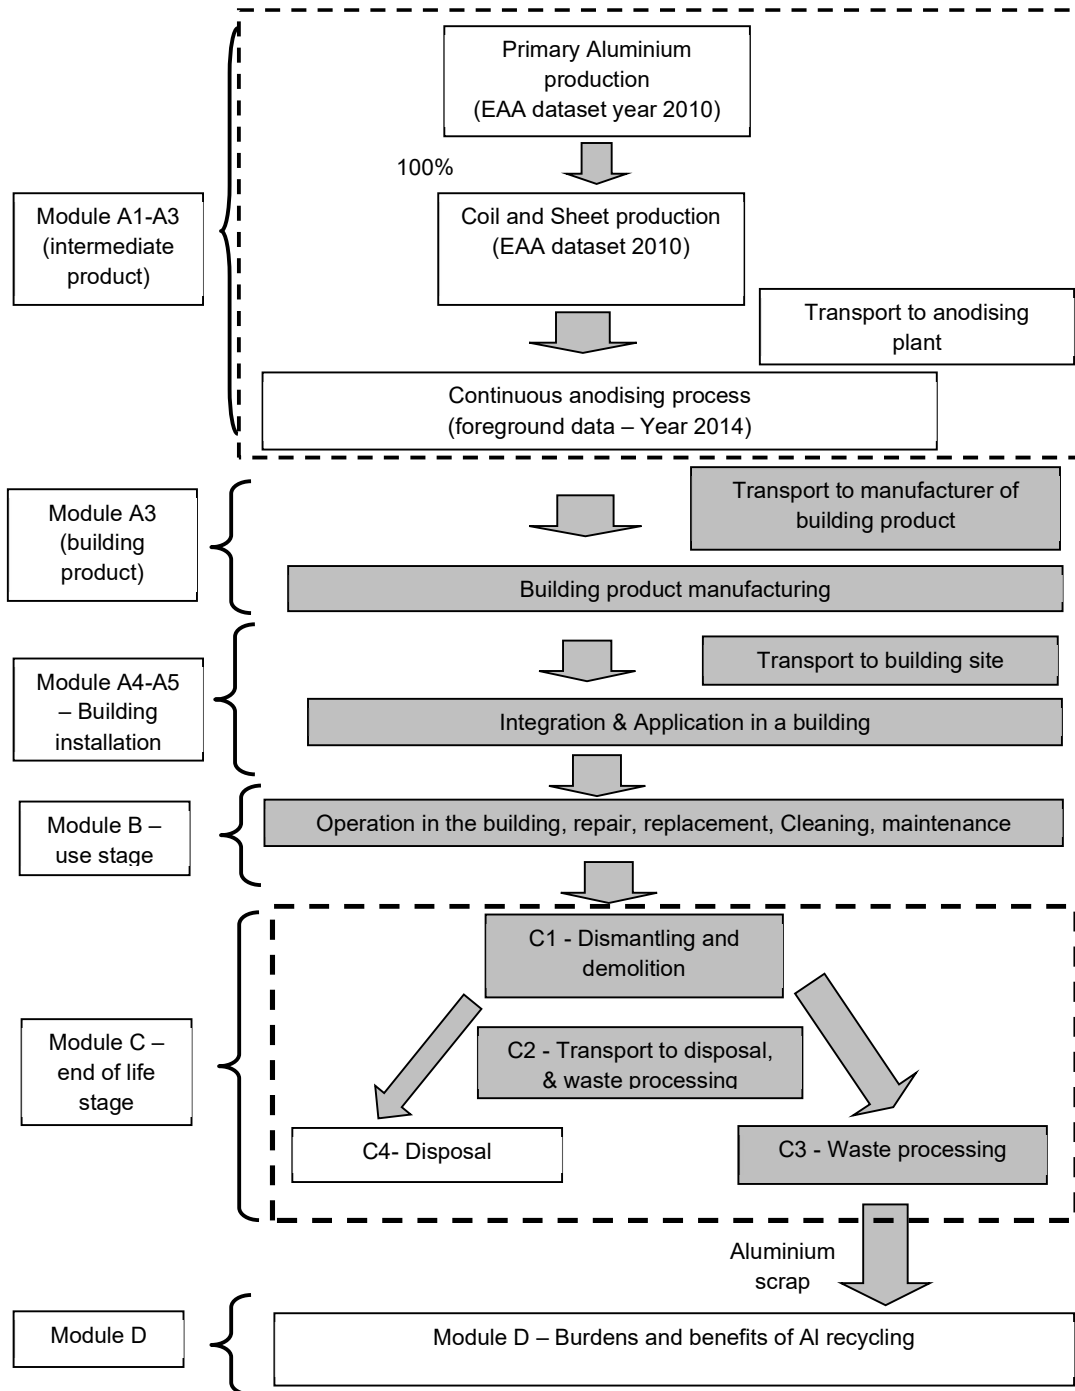 Primary Aluminium
production
(EAA dataset year 2010)
100%
Module A1-A3
(intermediate
product)
Coil and Sheet production
(EAA dataset 2010)
Transport to anodising
plant
Continuous anodising process
(foreground data – Year 2014)
Module A3
(building
product)
Transport to manufacturer of
building product
Building product manufacturing
Module A4-A5
– Building
installation
Transport to building site
Integration & Application in a building
Module B –
use stage
Operation in the building, repair, replacement, Cleaning, maintenance
C1 - Dismantling and
demolition
Module C –
end of life
stage
C2 - Transport to disposal,
& waste processing
C4- Disposal
C3 - Waste processing
Aluminium
scrap
Module D
Module D – Burdens and benefits of Al recycling